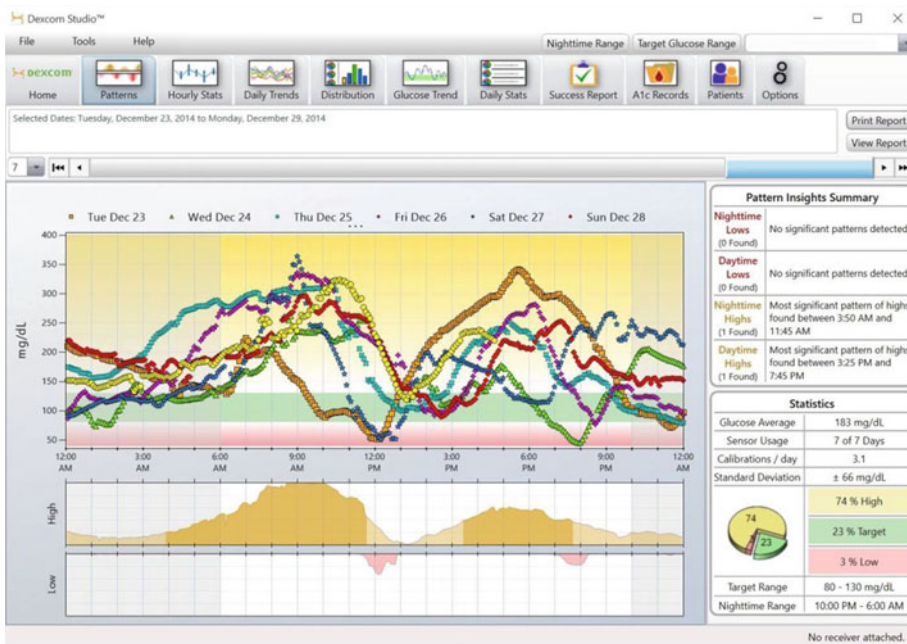 Dexcom Studio™
File Tools Help
Nighttime Range Target Glucose Range
DEXCOM
Home Patterns Hourly Stats Daily Trends Distribution Glucose Trend Daily Stats Success Report A1c Records Patients Options
Selected Dates: Tuesday, December 23, 2014 to Monday, December 29, 2014
Print Report
View Report
7
Tue Dec 23 Wed Dec 24 Thu Dec 25 Fri Dec 26 Sat Dec 27 Sun Dec 28
...
mg/dL
400
350
300
250
200
150
100
50
12:00 AM 3:00 AM 6:00 AM 9:00 AM 12:00 PM 3:00 PM 6:00 PM 9:00 PM 12:00 AM
High
Low
Pattern Insights Summary
Nighttime Lows (0 Found) No significant patterns detected
Daytime Lows (0 Found) No significant patterns detected
Nighttime Highs (1 Found) Most significant pattern of highs found between 3:50 AM and 11:45 AM
Daytime Highs (1 Found) Most significant pattern of highs found between 3:25 PM and 7:45 PM
Statistics
Glucose Average 183 mg/dL
Sensor Usage 7 of 7 Days
Calibrations / day 3.1
Standard Deviation ± 66 mg/dL
74
23
3
74 % High
23 % Target
3 % Low
Target Range 80 - 130 mg/dL
Nighttime Range 10:00 PM - 6:00 AM
No receiver attached.